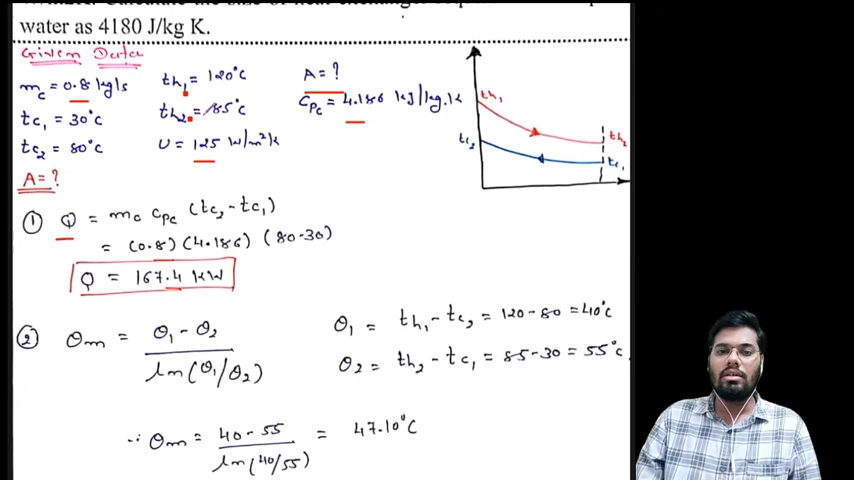 water as 4180 J/kg K.
Given Data
mc = 0.8 kg/s th1 = 120°C A = ?
tc1 = 30°C th2 = 85°C Cpc = 4.186 kJ/kg.k
tc2 = 80°C U = 125 W/m²k
A = ?
th1
tc2
th2
tc1
① Q = mc Cpc (tc2 - tc1)
= (0.8) (4.186) (80-30)
Q = 167.4 kW
② θm = θ1 - θ2 / ln(θ1/θ2)
θ1 = th1 - tc2 = 120-80 = 40°C
θ2 = th2 - tc1 = 85-30 = 55°C.
∴ θm = 40-55 / ln(40/55) = 47.10°C